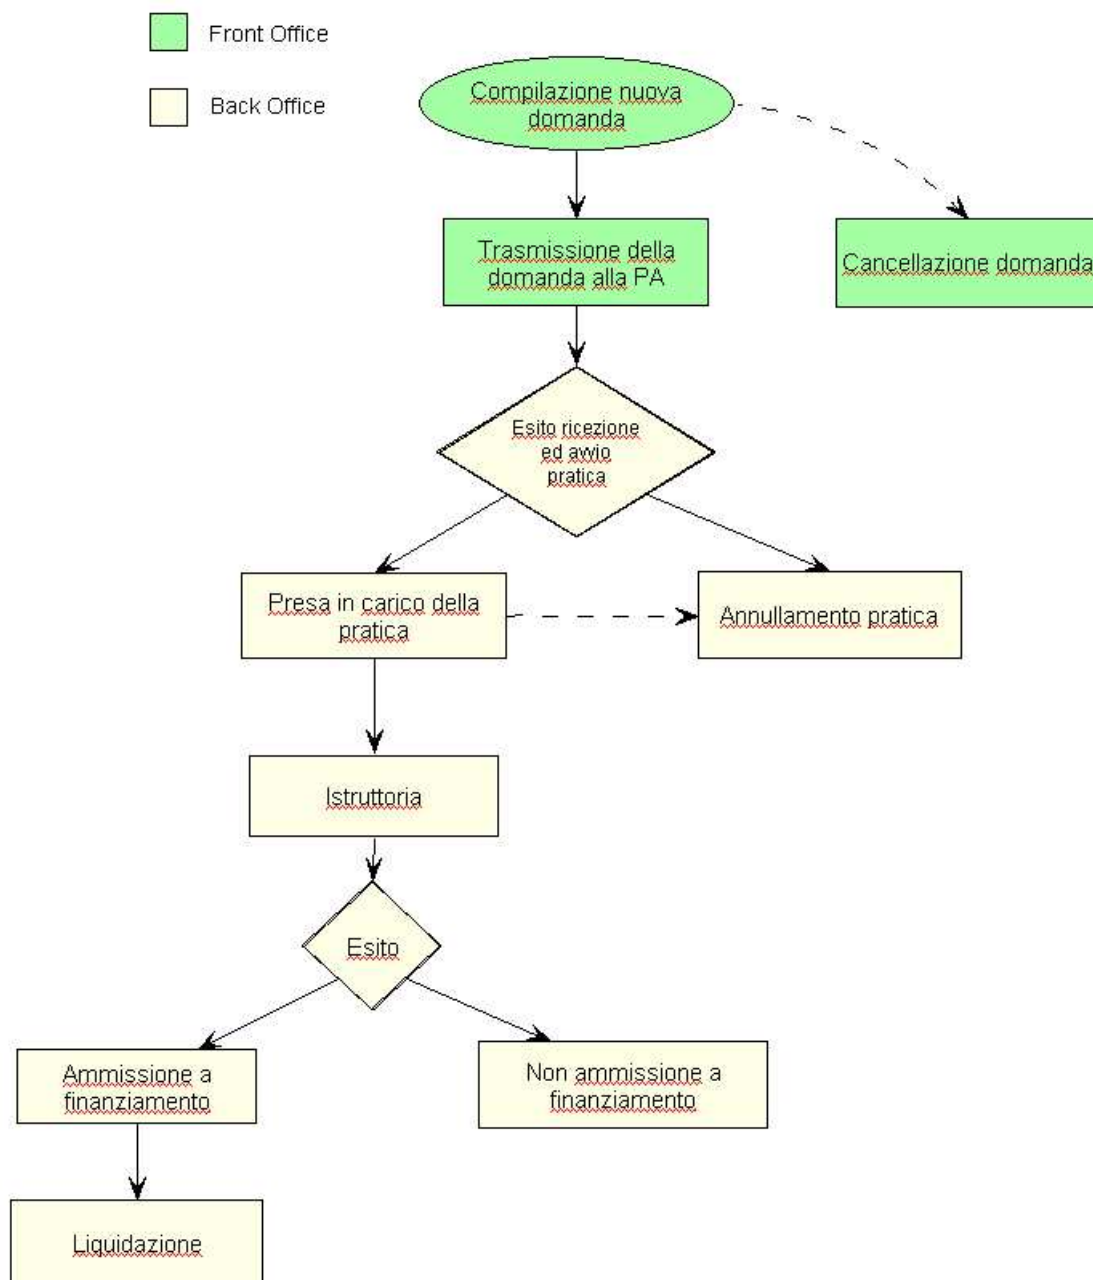 Front Office
Back Office
Compilazione nuova
domanda
Trasmissione della
domanda alla PA
Cancellazione domanda
Esito ricezione
ed avvio
pratica
Presa in carico della
pratica
Annullamento pratica
Istruttoria
Esito
Ammissione a
finanziamento
Non ammissione a
finanziamento
Liquidazione